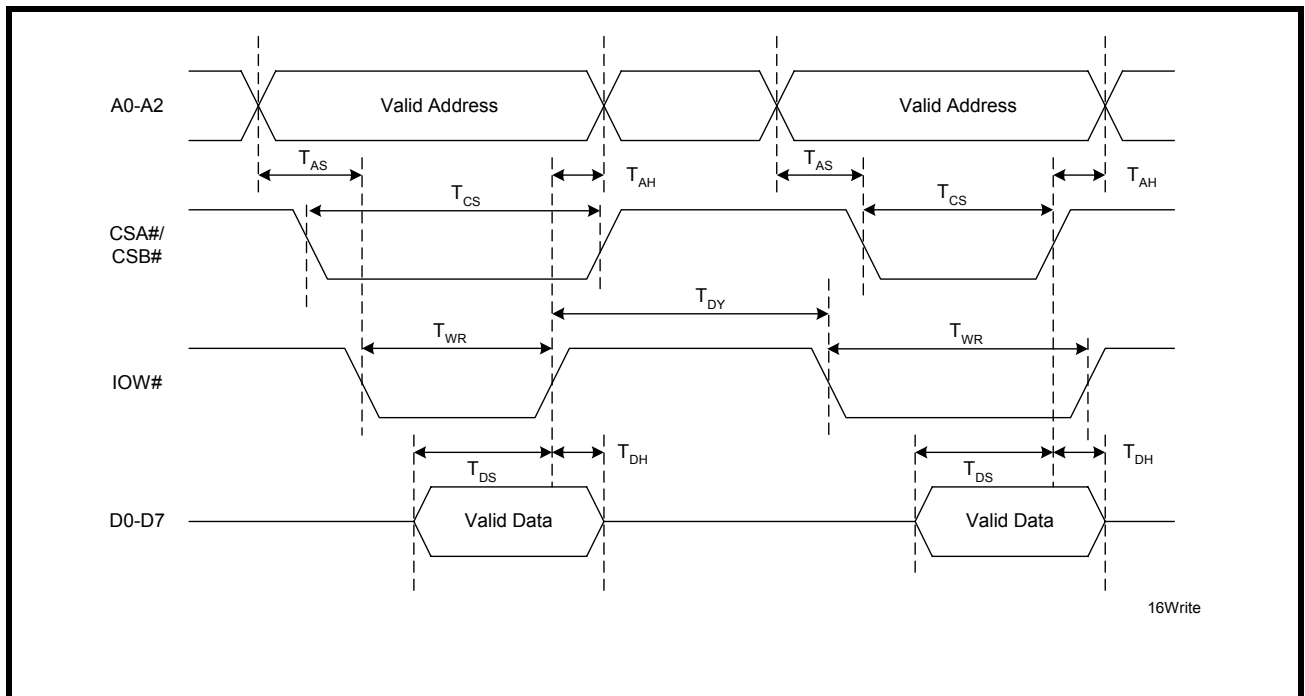 A0-A2
Valid Address
Valid Address
TAS
TAH
TAS
TAH
TCS
TCS
CSA#/
CSB#
TDY
TWR
TWR
IOW#
TDS
TDH
TDS
TDH
D0-D7
Valid Data
Valid Data
16Write